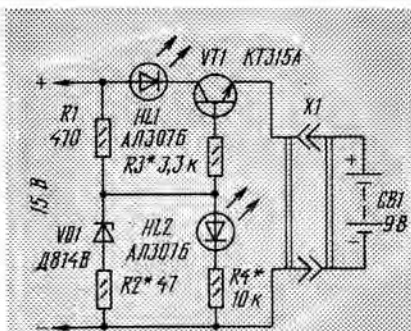 VT1 КТ315А
+
R1
470
HL1
АЛ307Б
R3* 3,3 к
X1
15 В
+
GB1
9В
-
VD1
Д814В
HL2
АЛ307Б
R2* 47
R4*
10 к
-